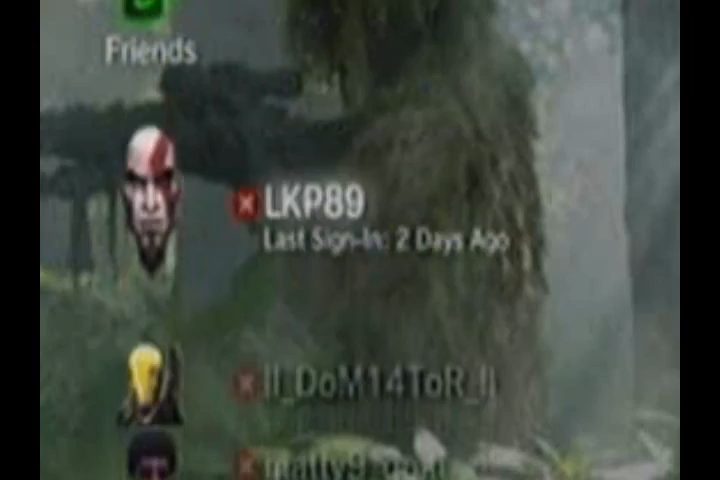 Friends
LKP89
Last Sign-In: 2 Days Ago
II_DoM14ToR_II